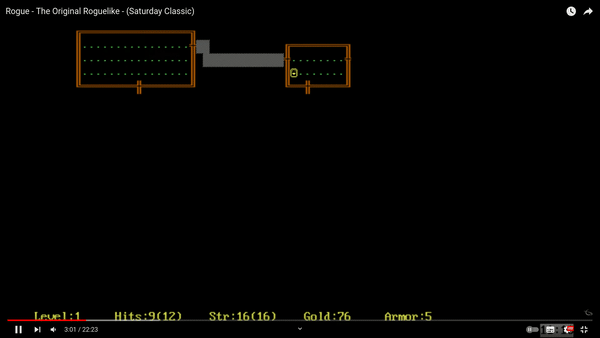 Rogue - The Original Roguelike - (Saturday Classic)
Level:1 Hits:9(12) Str:16(16) Gold:76 Armor:5
3:01 / 22:23